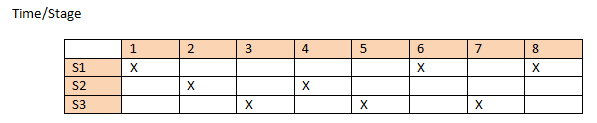 Time/Stage
1 2 3 4 5 6 7 8
S1 X X X
S2 X X
S3 X X X